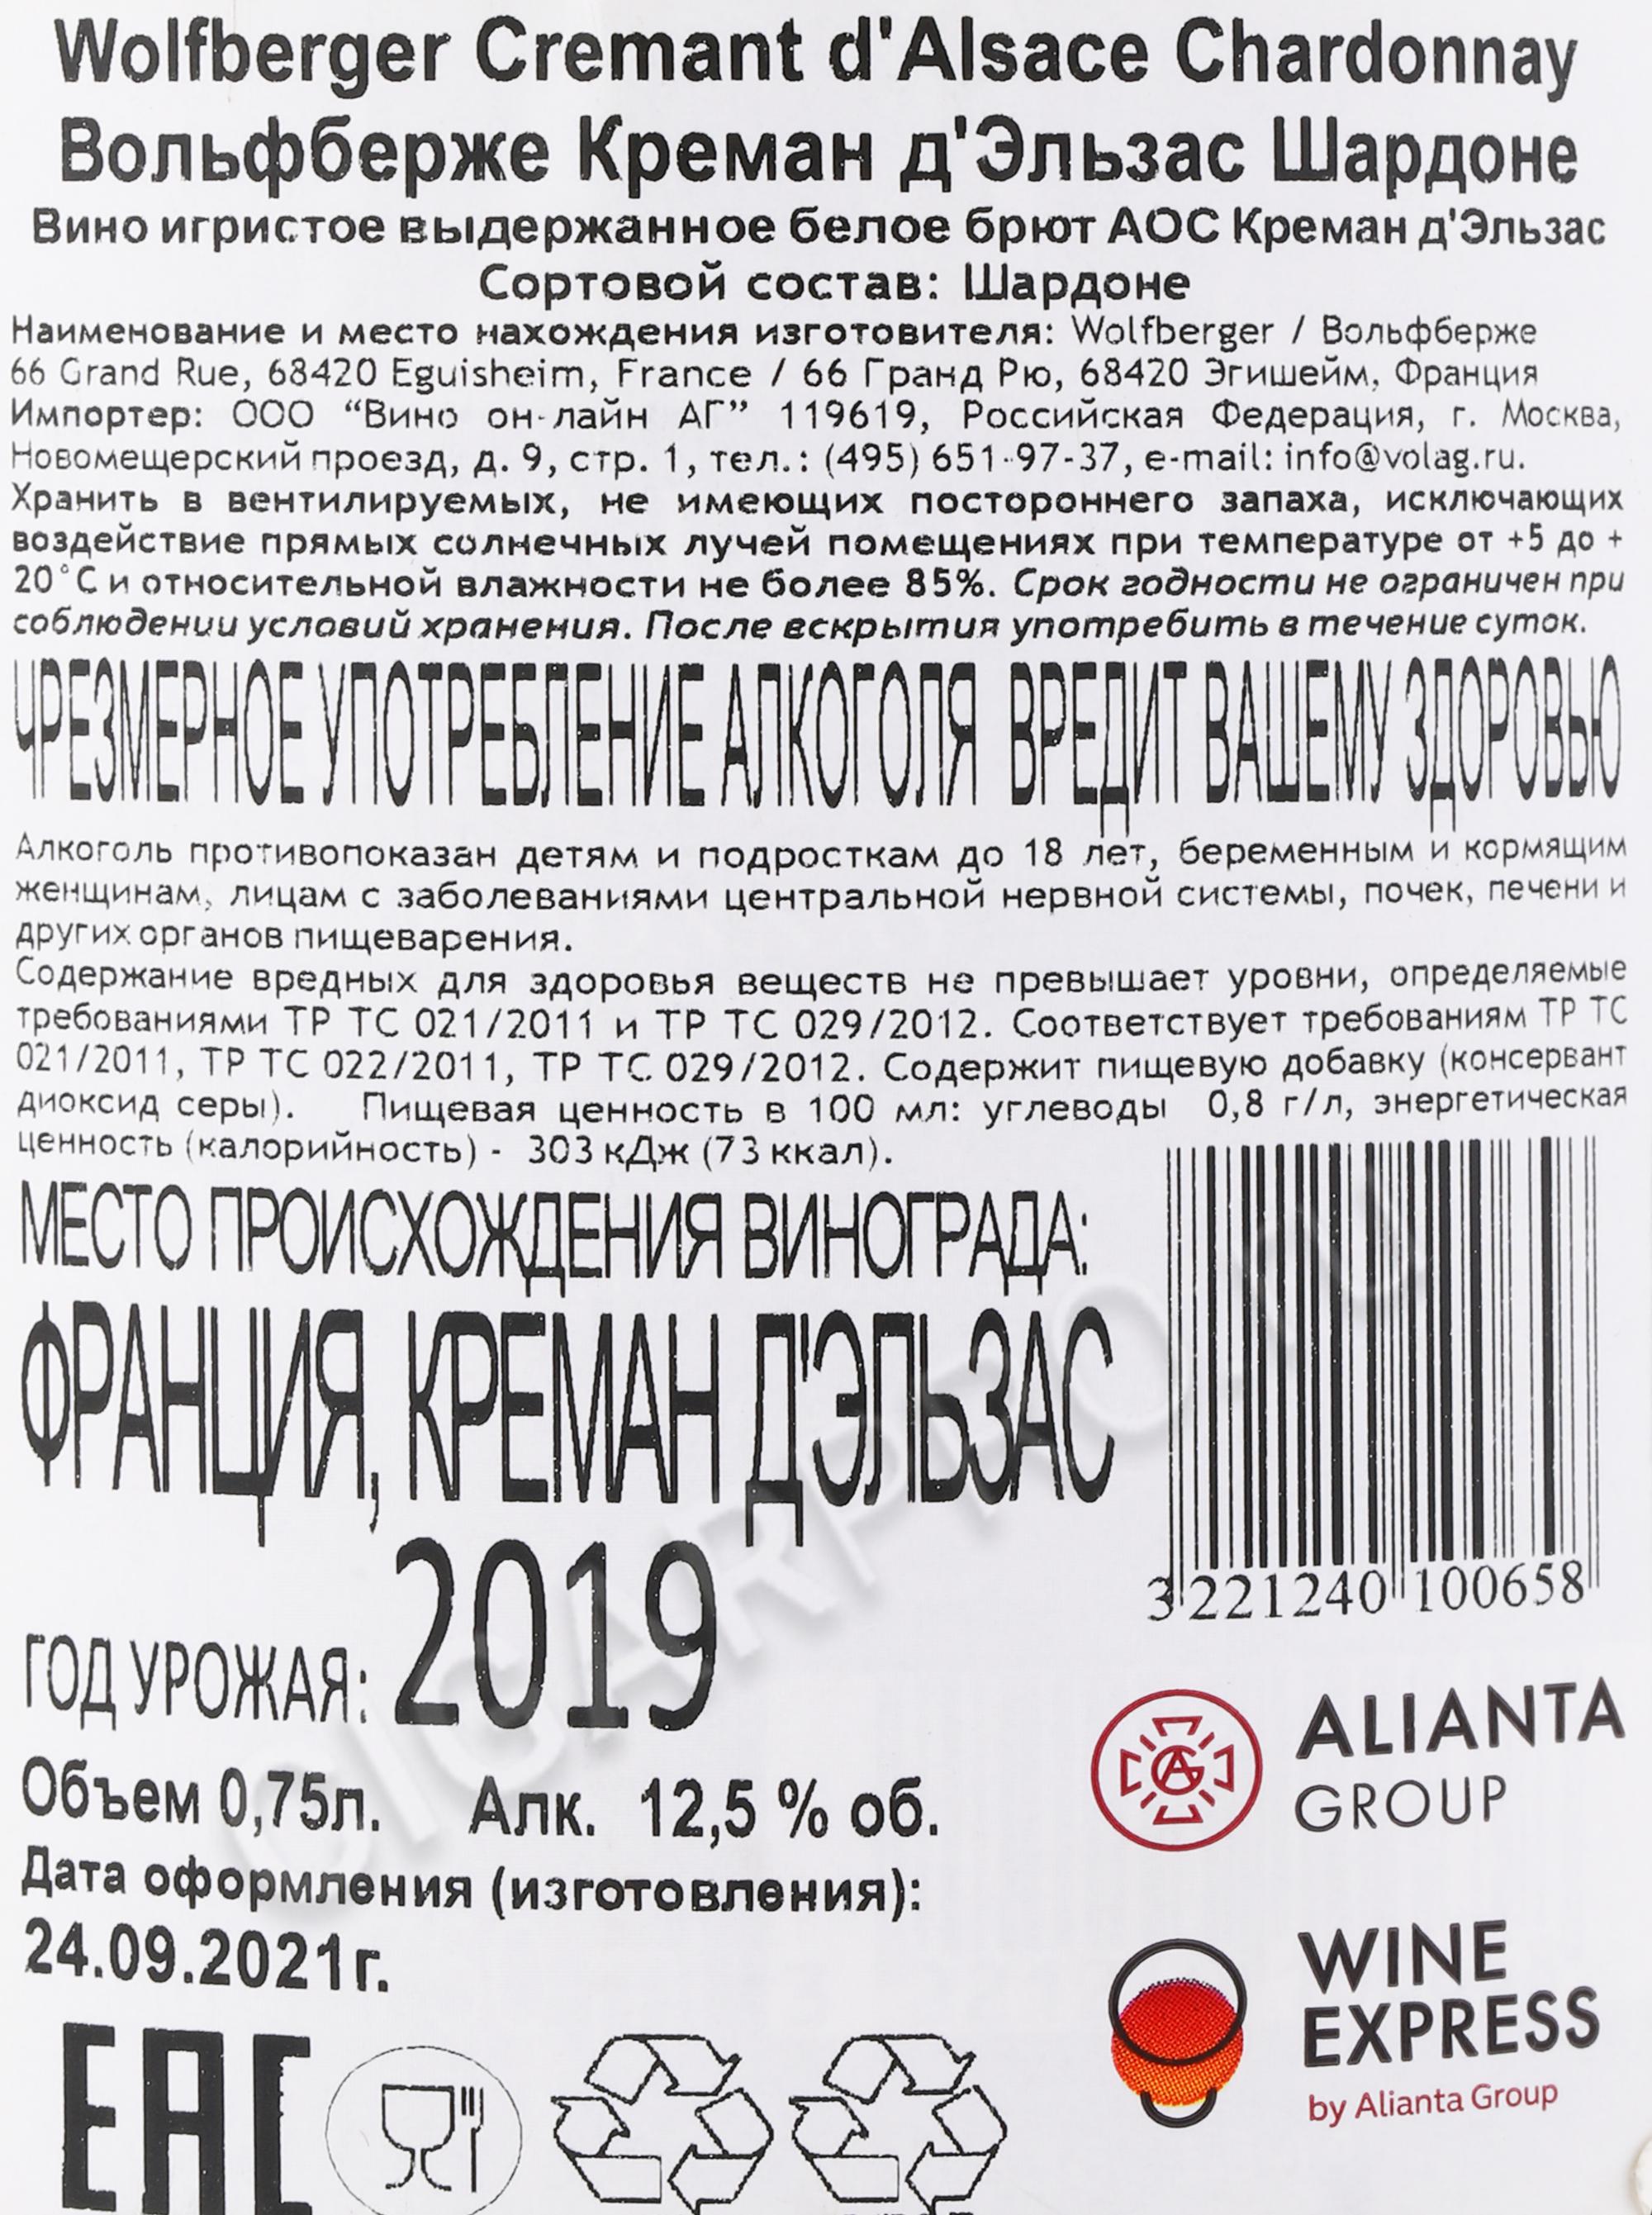 Wolfberger Cremant d'Alsace Chardonnay
Вольфберже Креман д'Эльзас Шардоне
Вино игристое выдержанное белое брют АОС Креман д'Эльзас
Сортовой состав: Шардоне
Наименование и место нахождения изготовителя: Wolfberger / Вольфберже
66 Grand Rue, 68420 Eguisheim, France / 66 Гранд Рю, 68420 Эгишейм, Франция
Импортер: ООО “Вино он-лайн АГ” 119619, Российская Федерация, г. Москва,
Новомещерский проезд, д. 9, стр. 1, тел.: (495) 651-97-37, e-mail: info@volag.ru.
Хранить в вентилируемых, не имеющих постороннего запаха, исключающих
воздействие прямых солнечных лучей помещениях при температуре от +5 до +
20°С и относительной влажности не более 85%. Срок годности не ограничен при
соблюдении условий хранения. После вскрытия употребить в течение суток.
ЧРЕЗМЕРНОЕ УПОТРЕБЛЕНИЕ АЛКОГОЛЯ ВРЕДИТ ВАШЕМУ ЗДОРОВЬЮ
Алкоголь противопоказан детям и подросткам до 18 лет, беременным и кормящим
женщинам, лицам с заболеваниями центральной нервной системы, почек, печени и
других органов пищеварения.
Содержание вредных для здоровья веществ не превышает уровни, определяемые
требованиями ТР ТС 021/2011 и ТР ТС 029/2012. Соответствует требованиям ТР ТС
021/2011, ТР ТС 022/2011, ТР ТС 029/2012. Содержит пищевую добавку (консервант
диоксид серы). Пищевая ценность в 100 мл: углеводы 0,8 г/л, энергетическая
ценность (калорийность) - 303 кДж (73 ккал).
МЕСТО ПРОИСХОЖДЕНИЯ ВИНОГРАДА:
ФРАНЦИЯ, КРЕМАН Д'ЭЛЬЗАС
3 221240 100658
ГОД УРОЖАЯ: 2019
Объем 0,75л. Алк. 12,5 % об.
Дата оформления (изготовления):
24.09.2021г.
ALIANTA
GROUP
WINE
EXPRESS
by Alianta Group
EAC
CIGARPRO.RU